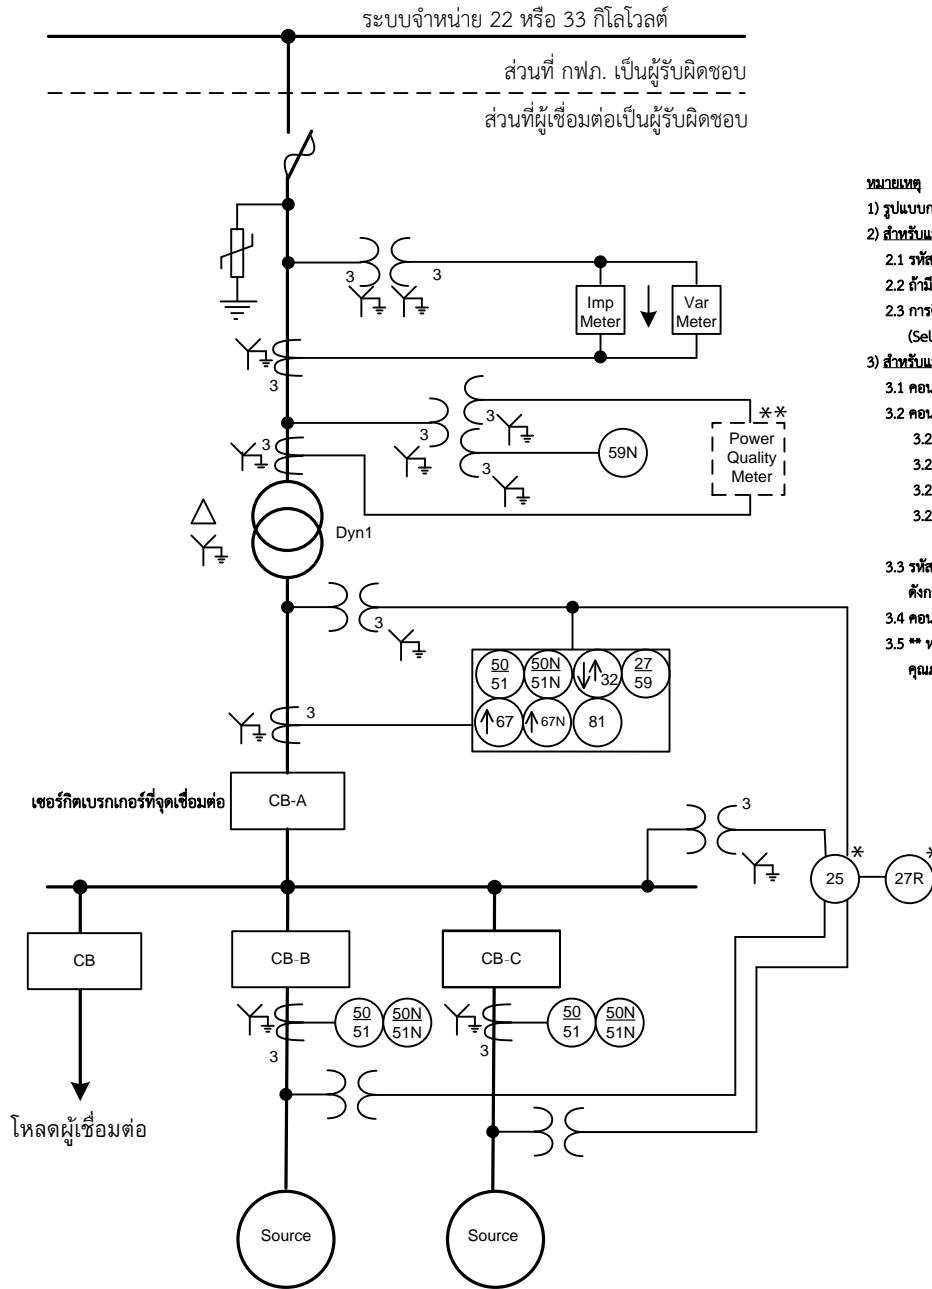 ระบบจำหน่าย 22 หรือ 33 กิโลโวลต์
ส่วนที่ กฟภ. เป็นผู้รับผิดชอบ
ส่วนที่ผู้เชื่อมต่อเป็นผู้รับผิดชอบ
หมายเหตุ
1) รูปแบบ
2) สำหรับ
2.1 รหัส
2.2 ถ้ามี
2.3 การ
(Sel
3) สำหรับ
3.1 คอน
3.2 คอน
3.2
3.2
3.2
3.2
3.3 รหัส
ดังก
3.4 คอน
3.5 ** ห
คุณ
3
3
Imp
Meter
Var
Meter
3
3
3
3
3
**
Power
Quality
Meter
59N
Dyn1
3
50
51
50N
51N
32
27
59
67
67N
81
3
เซอร์กิตเบรกเกอร์ที่จุดเชื่อมต่อ
CB-A
3
25
*
27R
*
CB
CB-B
CB-C
50
51
50N
51N
3
50
51
50N
51N
3
โหลดผู้เชื่อมต่อ
Source
Source